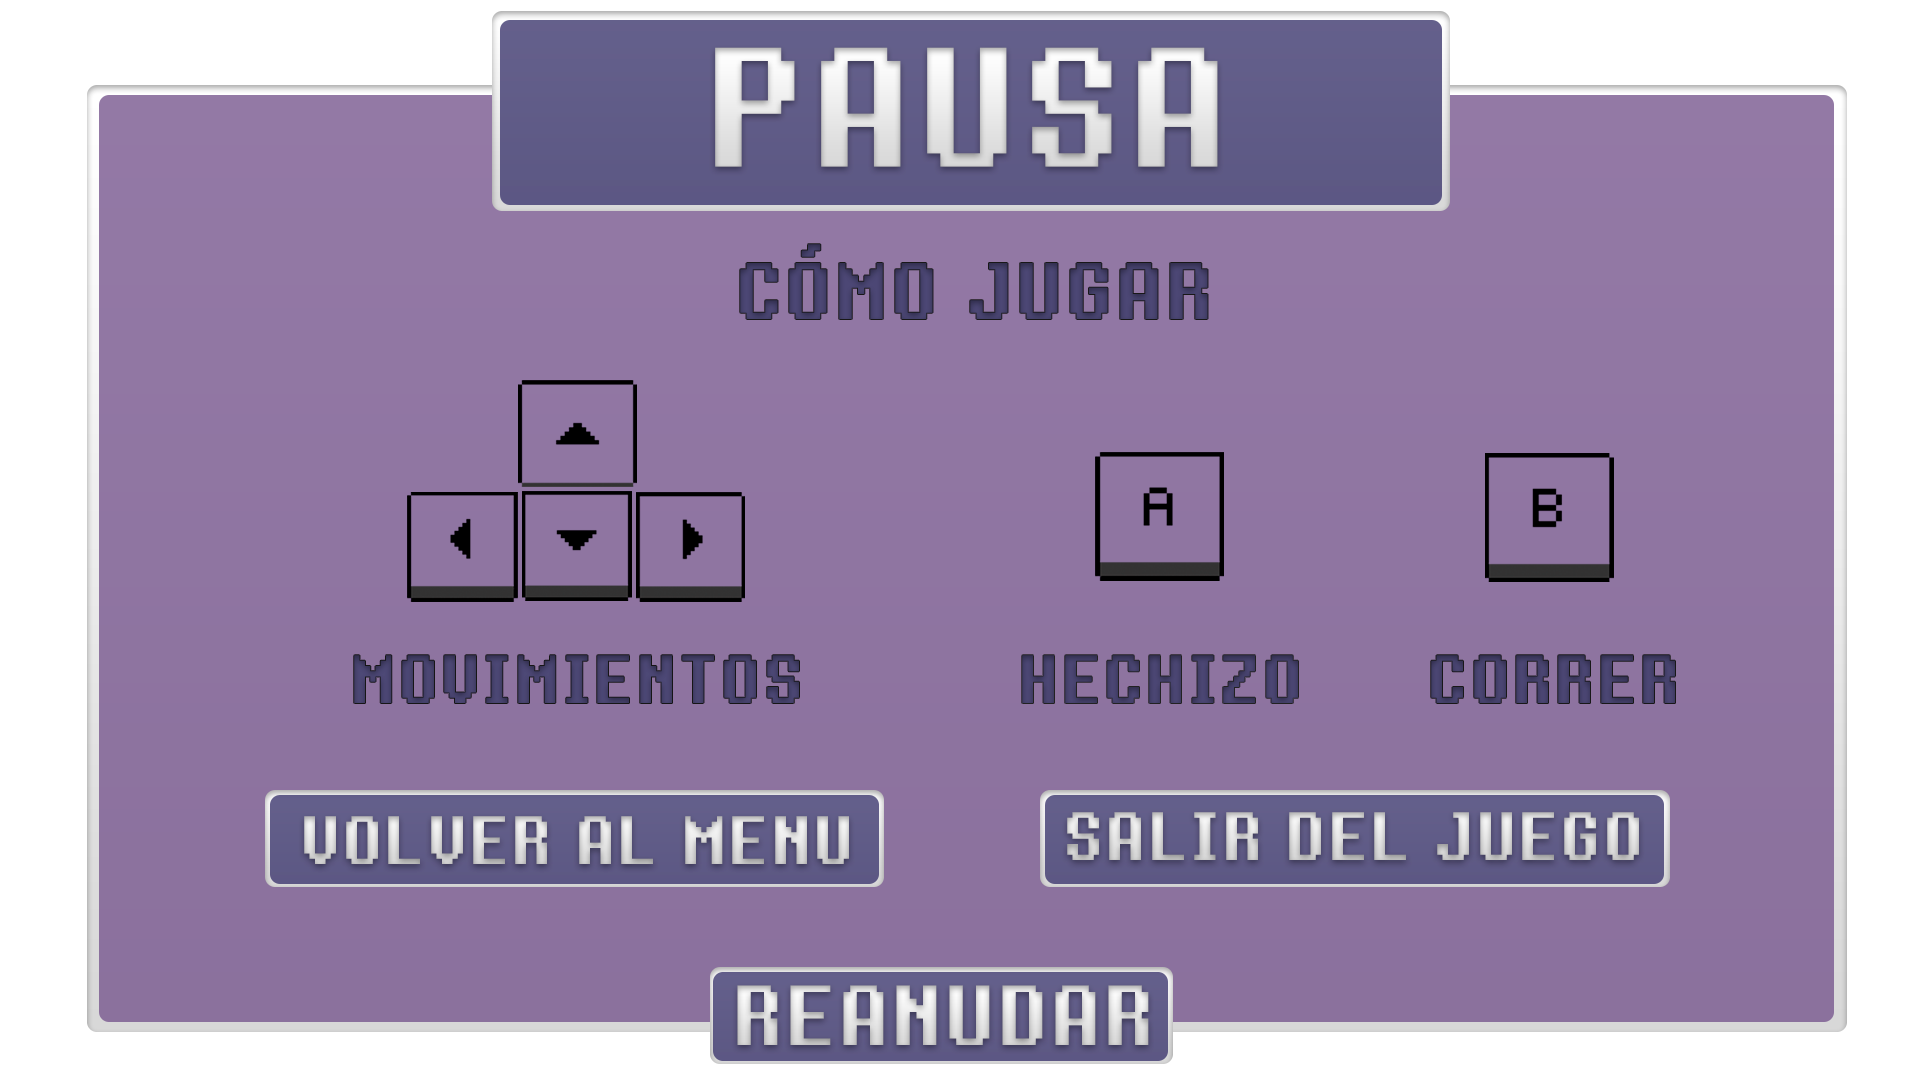 PAUSA
CÓMO JUGAR
A B
MOVIMIENTOS HECHIZO CORRER
VOLVER AL MENU SALIR DEL JUEGO
REANUDAR